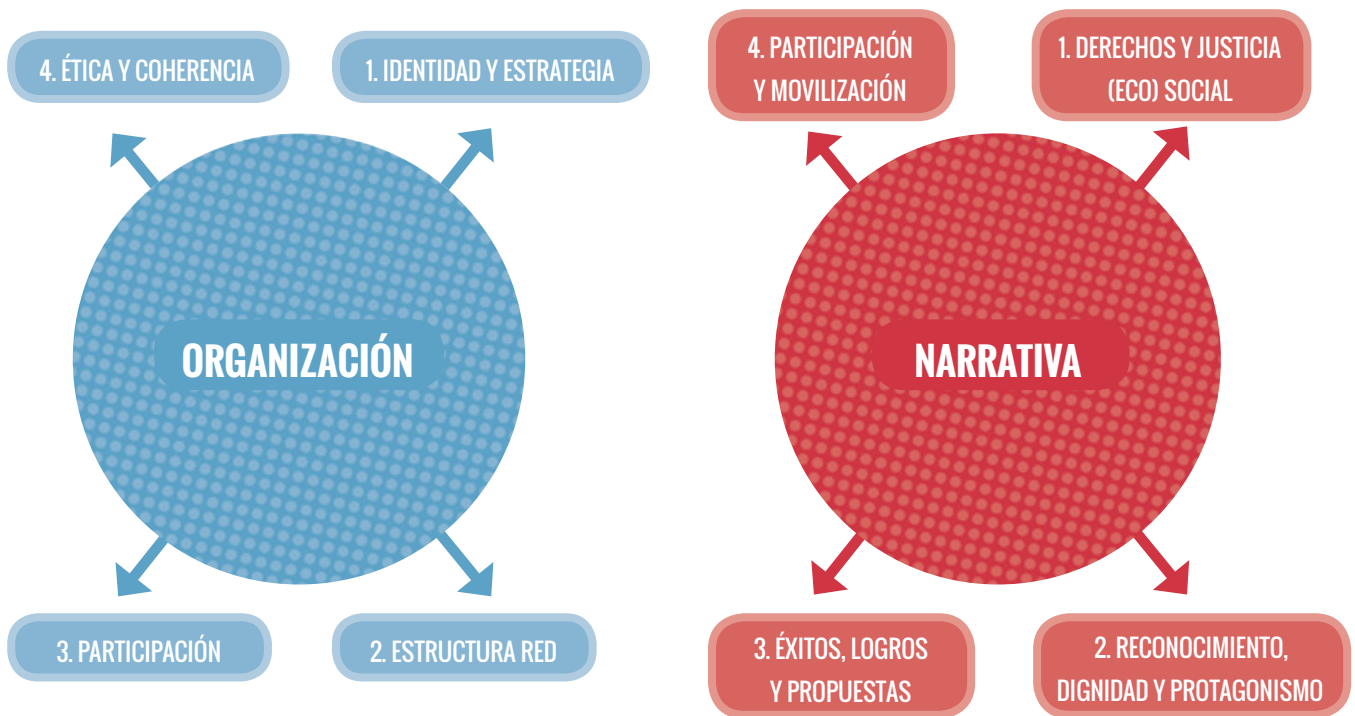 4. ÉTICA Y COHERENCIA
1. IDENTIDAD Y ESTRATEGIA
ORGANIZACIÓN
3. PARTICIPACIÓN
2. ESTRUCTURA RED
4. PARTICIPACIÓN
Y MOVILIZACIÓN
1. DERECHOS Y JUSTICIA
(ECO) SOCIAL
NARRATIVA
3. ÉXITOS, LOGROS
Y PROPUESTAS
2. RECONOCIMIENTO,
DIGNIDAD Y PROTAGONISMO